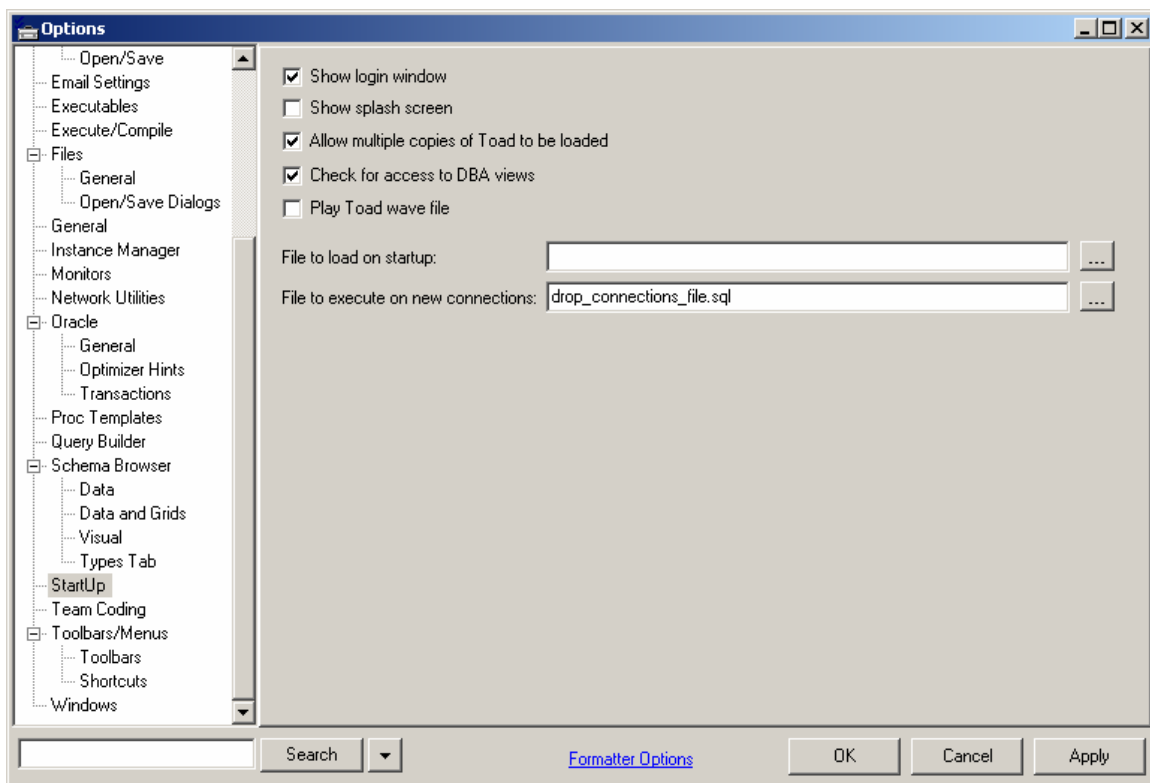 Options
Open/Save
Email Settings
Executables
Execute/Compile
Files
General
Open/Save Dialogs
General
Instance Manager
Monitors
Network Utilities
Oracle
General
Optimizer Hints
Transactions
Proc Templates
Query Builder
Schema Browser
Data
Data and Grids
Visual
Types Tab
StartUp
Team Coding
Toolbars/Menus
Toolbars
Shortcuts
Windows
Show login window
Show splash screen
Allow multiple copies of Toad to be loaded
Check for access to DBA views
Play Toad wave file
File to load on startup:
...
File to execute on new connections: drop_connections_file.sql
...
Search
Formatter Options
OK
Cancel
Apply